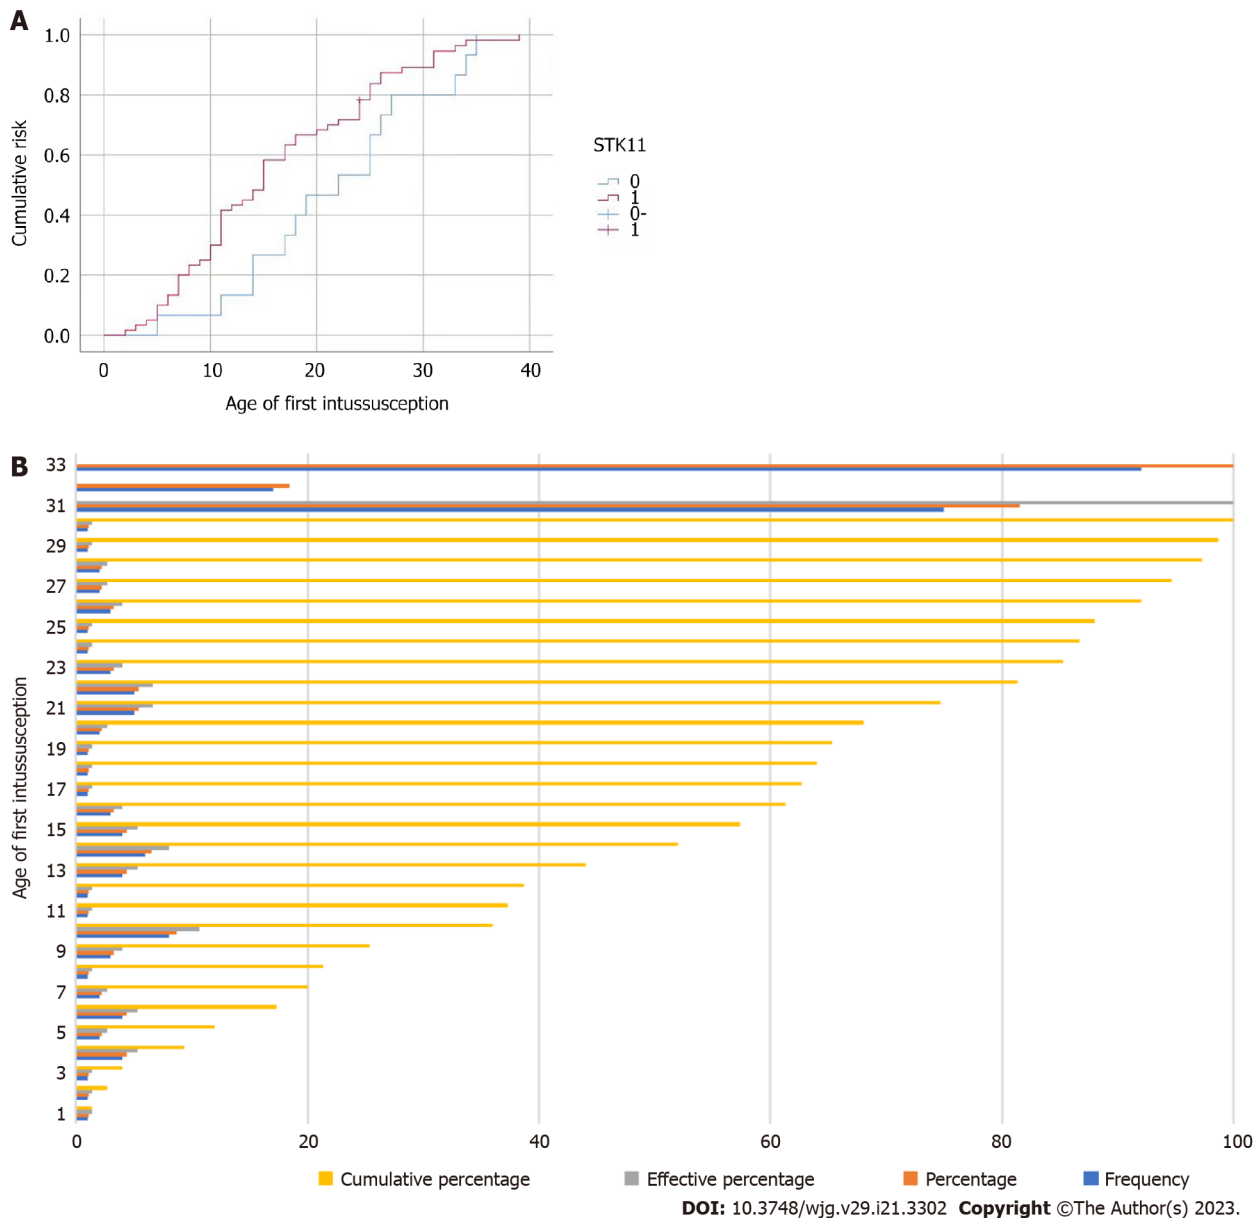 A
1.0
0.8
0.6
0.4
0.2
0.0
Cumulative risk
0 10 20 30 40
Age of first intussusception
STK11
0
1
0-
1
B
33
31
29
27
25
23
21
19
17
15
13
11
9
7
5
3
1
Age of first intussusception
0 20 40 60 80 100
Cumulative percentage Effective percentage Percentage Frequency
DOI: 10.3748/wjg.v29.i21.3302 Copyright ©The Author(s) 2023.